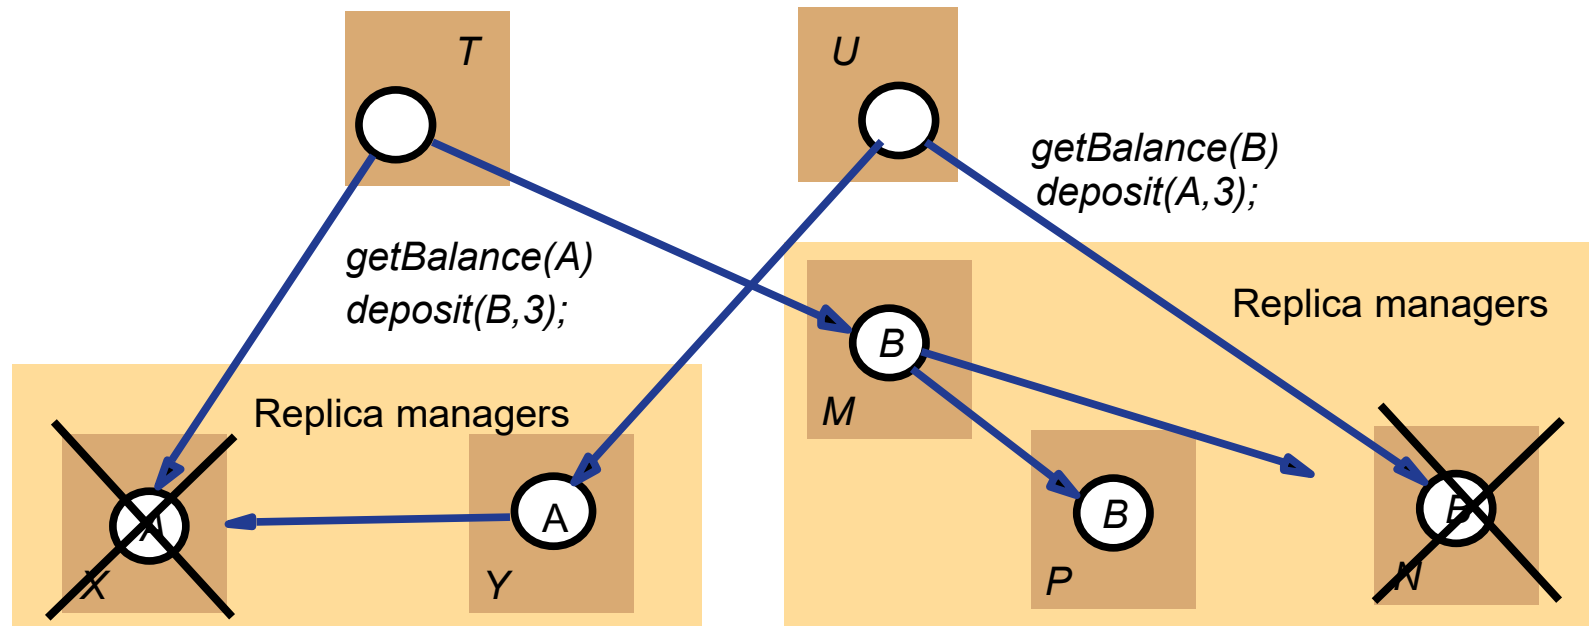 T
U
getBalance(B)
deposit(A,3);
getBalance(A)
deposit(B,3);
Replica managers
B
M
Replica managers
A
X
A
Y
B
P
B
N